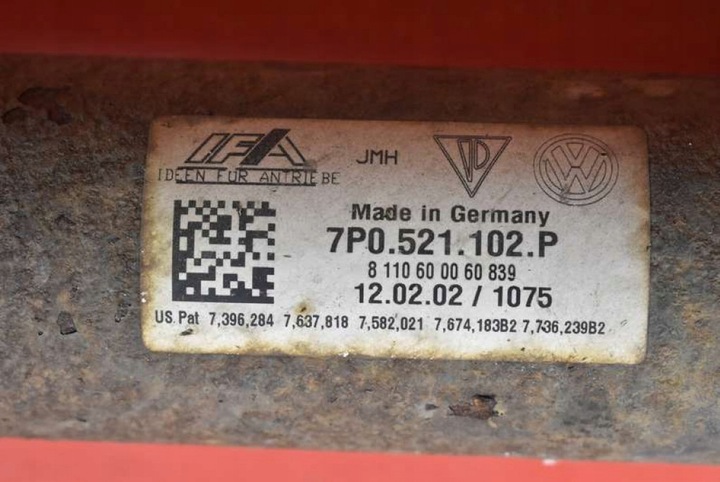 IFA
IDEEN FÜR ANTRIEBE
JMH
VW
Made in Germany
7P0.521.102.P
8 110 60 00 60 839
12.02.02 / 1075
US Pat 7,396,284 7,637,818 7,582,021 7,674,183B2 7,736,239B2